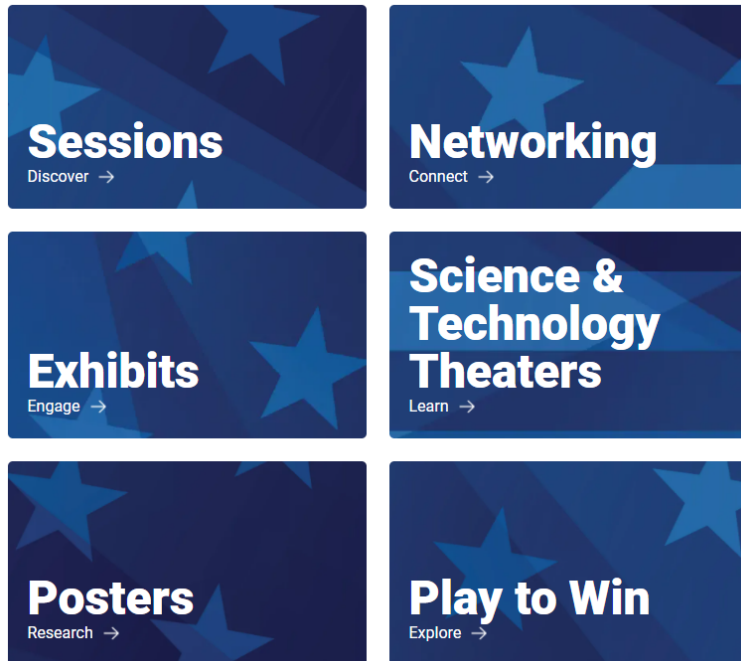 Sessions
Discover →
Networking
Connect →
Exhibits
Engage →
Science &
Technology
Theaters
Learn →
Posters
Research →
Play to Win
Explore →